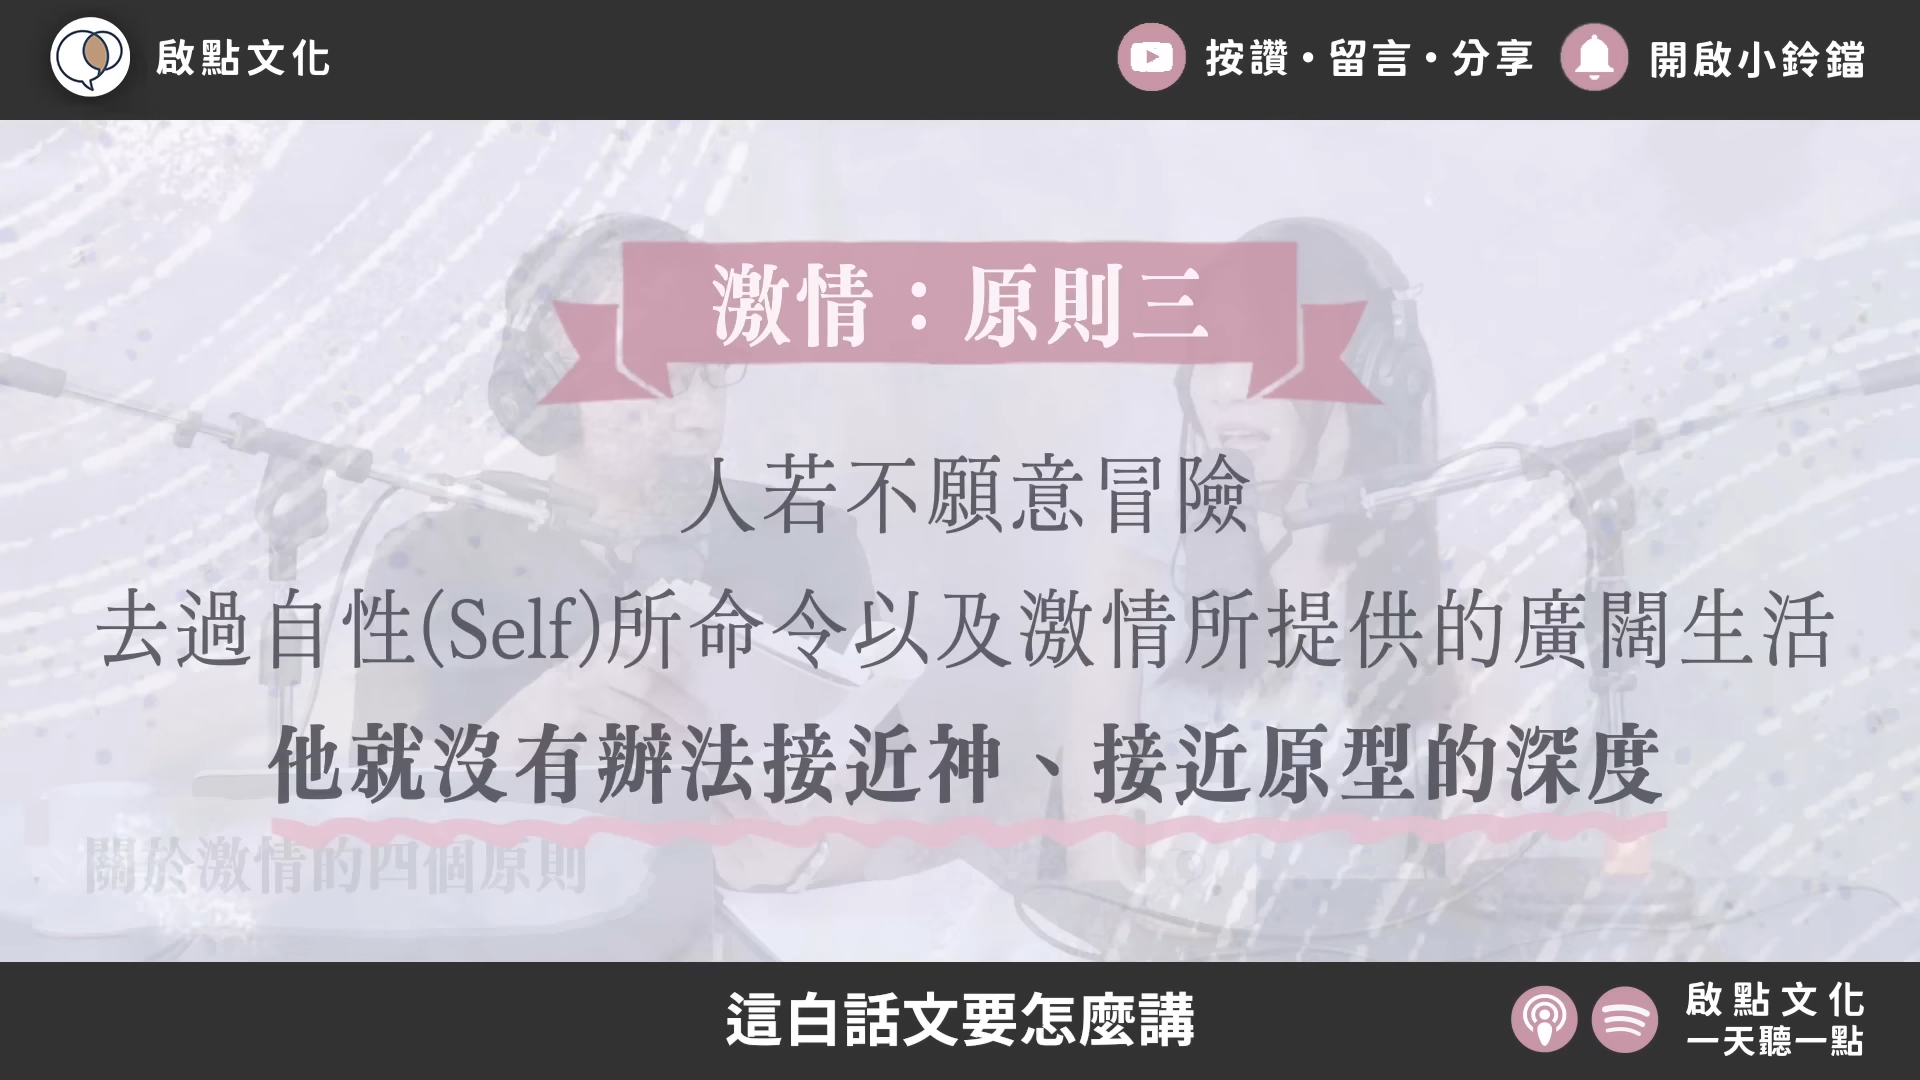 啟點文化
按讚・留言・分享
開啟小鈴鐺
激情：原則三
人若不願意冒險
去過自性(Self)所命令以及激情所提供的廣闊生活
他就沒有辦法接近神、接近原型的深度
關於激情的四個原則
這白話文要怎麼講
啟點文化
一天聽一點